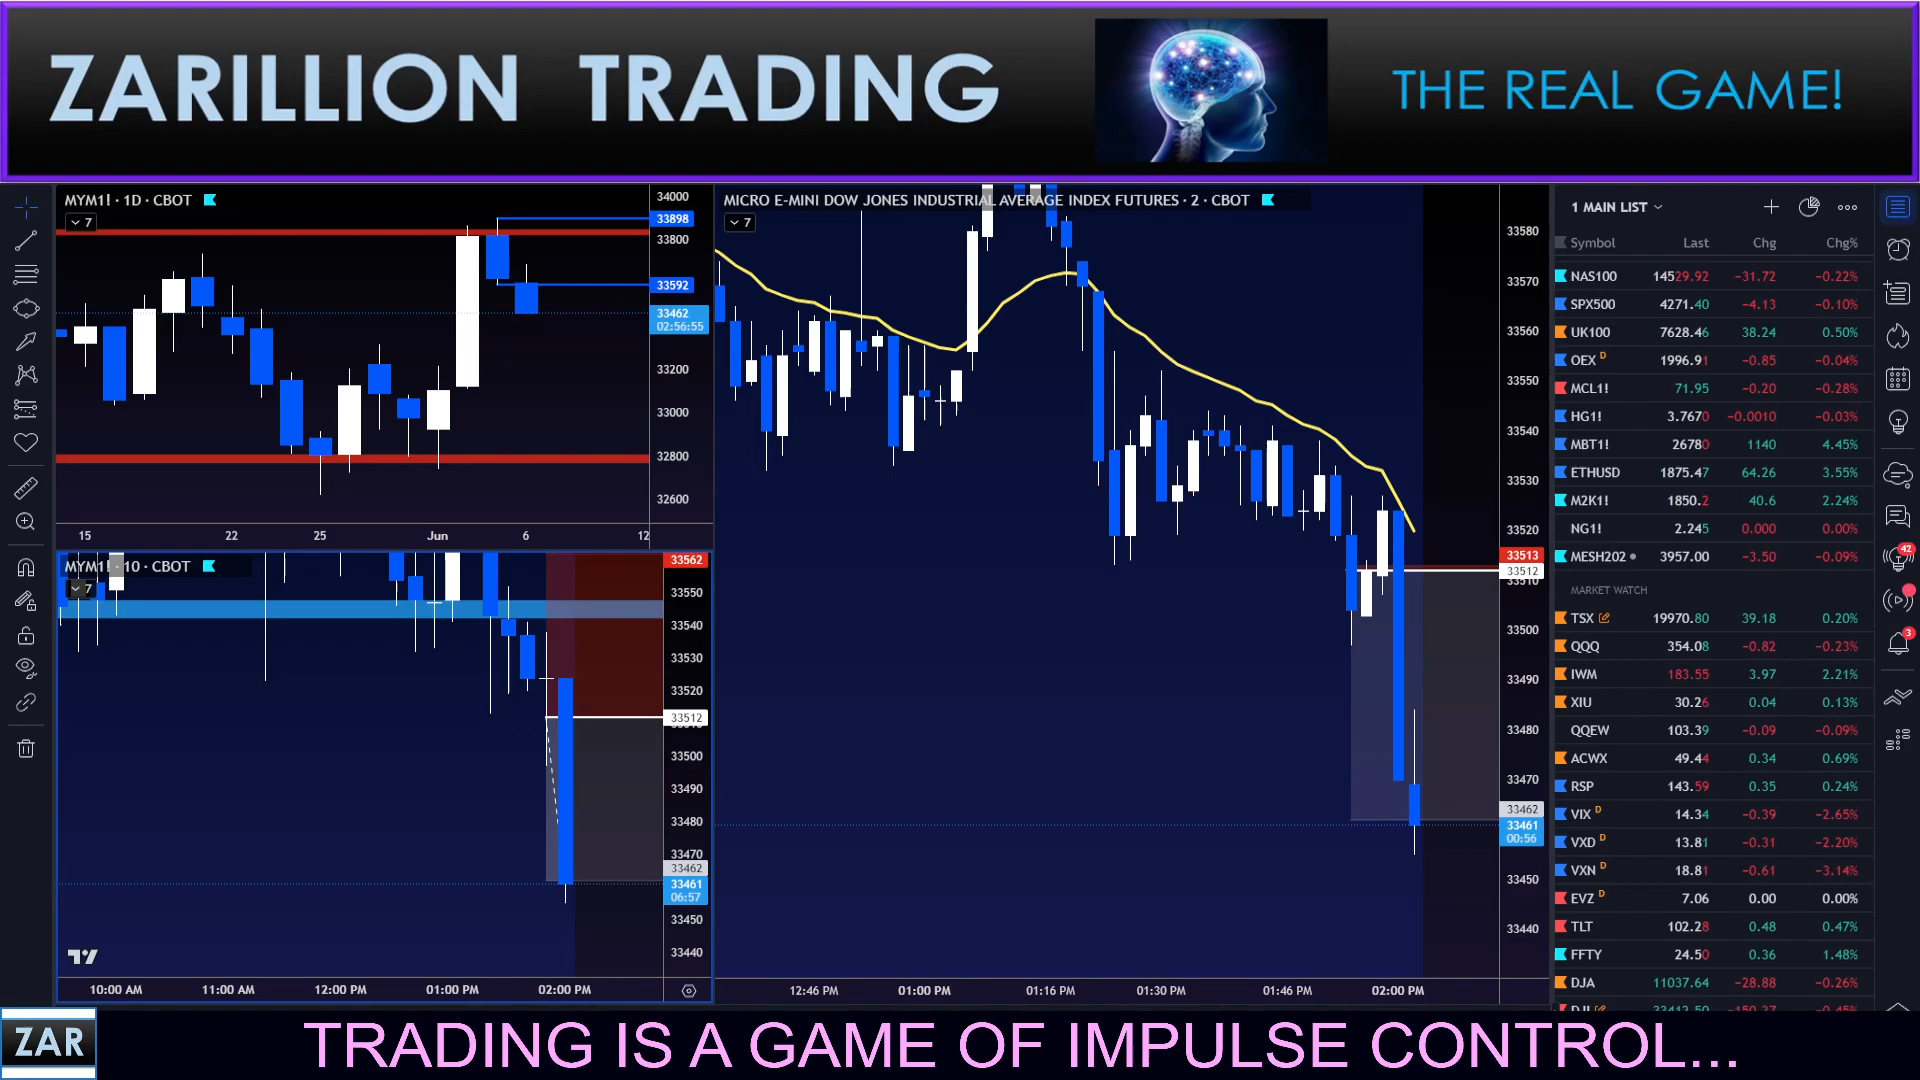 ZARILLION TRADING
THE REAL GAME!
MYM1! · 1D · CBOT
7
34000
33898
33800
33592
33462
02:56:55
33200
33000
32800
32600
15 22 25 Jun 6 12
MYM1! · 10 · CBOT
7
33562
33550
33540
33530
33520
33512
33500
33490
33480
33470
33462
33461
06:57
33450
33440
10:00 AM 11:00 AM 12:00 PM 01:00 PM 02:00 PM
MICRO E-MINI DOW JONES INDUSTRIAL AVERAGE INDEX FUTURES · 2 · CBOT
7
33580
33570
33560
33550
33540
33530
33520
33513
33512
33510
33500
33490
33480
33470
33462
33461
00:56
33450
33440
12:46 PM 01:00 PM 01:16 PM 01:30 PM 01:46 PM 02:00 PM
1 MAIN LIST
Symbol Last Chg Chg%
NAS100 14529.92 −31.72 −0.22%
SPX500 4271.40 −4.13 −0.10%
UK100 7628.46 38.24 0.50%
OEX D 1996.91 −0.85 −0.04%
MCL1! 71.95 −0.20 −0.28%
HG1! 3.7670 −0.0010 −0.03%
MBT1! 26780 1140 4.45%
ETHUSD 1875.47 64.26 3.55%
M2K1! 1850.2 40.6 2.24%
NG1! 2.245 0.000 0.00%
MESH202 3957.00 −3.50 −0.09%
MARKET WATCH
TSX 19970.80 39.18 0.20%
QQQ 354.08 −0.82 −0.23%
IWM 183.55 3.97 2.21%
XIU 30.26 0.04 0.13%
QQEW 103.39 −0.09 −0.09%
ACWX 49.44 0.34 0.69%
RSP 143.59 0.35 0.24%
VIX D 14.34 −0.39 −2.65%
VXD D 13.81 −0.31 −2.20%
VXN D 18.81 −0.61 −3.14%
EVZ D 7.06 0.00 0.00%
TLT 102.28 0.48 0.47%
FFTY 24.50 0.36 1.48%
DJA 11037.64 −28.88 −0.26%
42
3
ZAR
TRADING IS A GAME OF IMPULSE CONTROL...